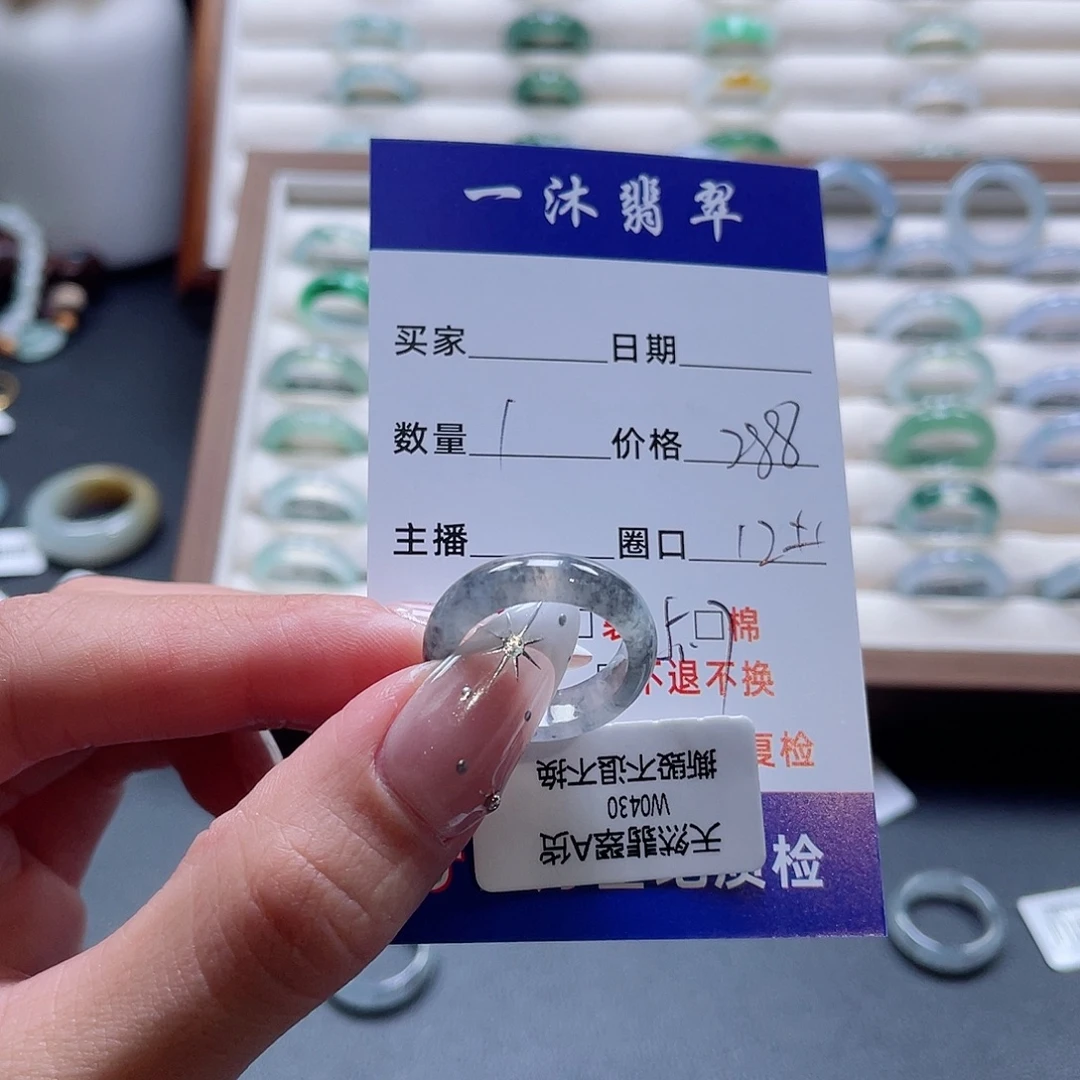 一沐翡翠
买家 日期
数量 1 价格 288
主播 圈口 12±1
棉
不退不换
复检
质检
天然翡翠A货
W0430
撕毁不退不换